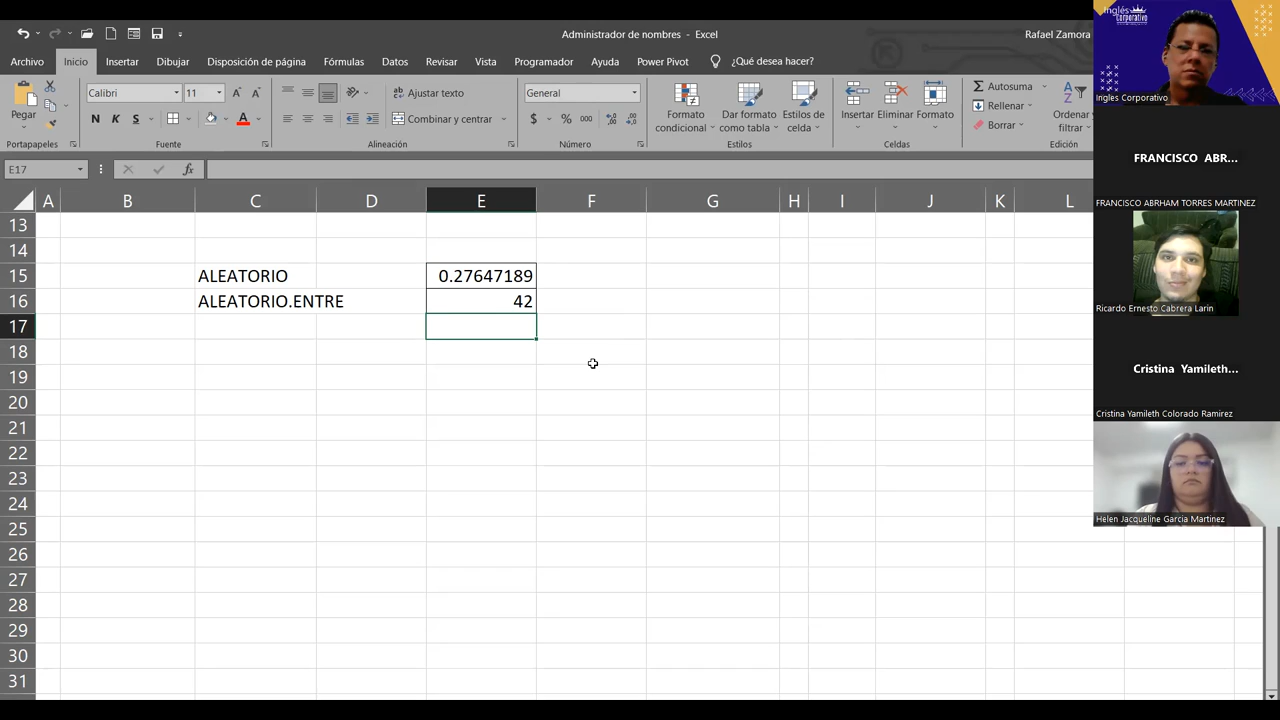 Administrador de nombres - Excel
Rafael Zamora
Archivo Inicio Insertar Dibujar Disposición de página Fórmulas Datos Revisar Vista Programador Ayuda Power Pivot ¿Qué desea hacer?
Pegar
Calibri 11
N K S A
Ajustar texto
Combinar y centrar
General
$ % 000
Formato condicional
Dar formato como tabla
Estilos de celda
Insertar Eliminar Formato
Autosuma
Rellenar
Borrar
Ordenar y filtrar
Portapapeles Fuente Alineación Número Estilos Celdas Edición
E17 fx
A B C D E F G H I J K L
13
14
15 ALEATORIO 0.27647189
16 ALEATORIO.ENTRE 42
17
18
19
20
21
22
23
24
25
26
27
28
29
30
31
Inglés
Corporativo
Ingles Corporativo
FRANCISCO ABR...
FRANCISCO ABRHAM TORRES MARTINEZ
Ricardo Ernesto Cabrera Larin
Cristina Yamileth...
Cristina Yamileth Colorado Ramirez
Helen Jacqueline Garcia Martinez